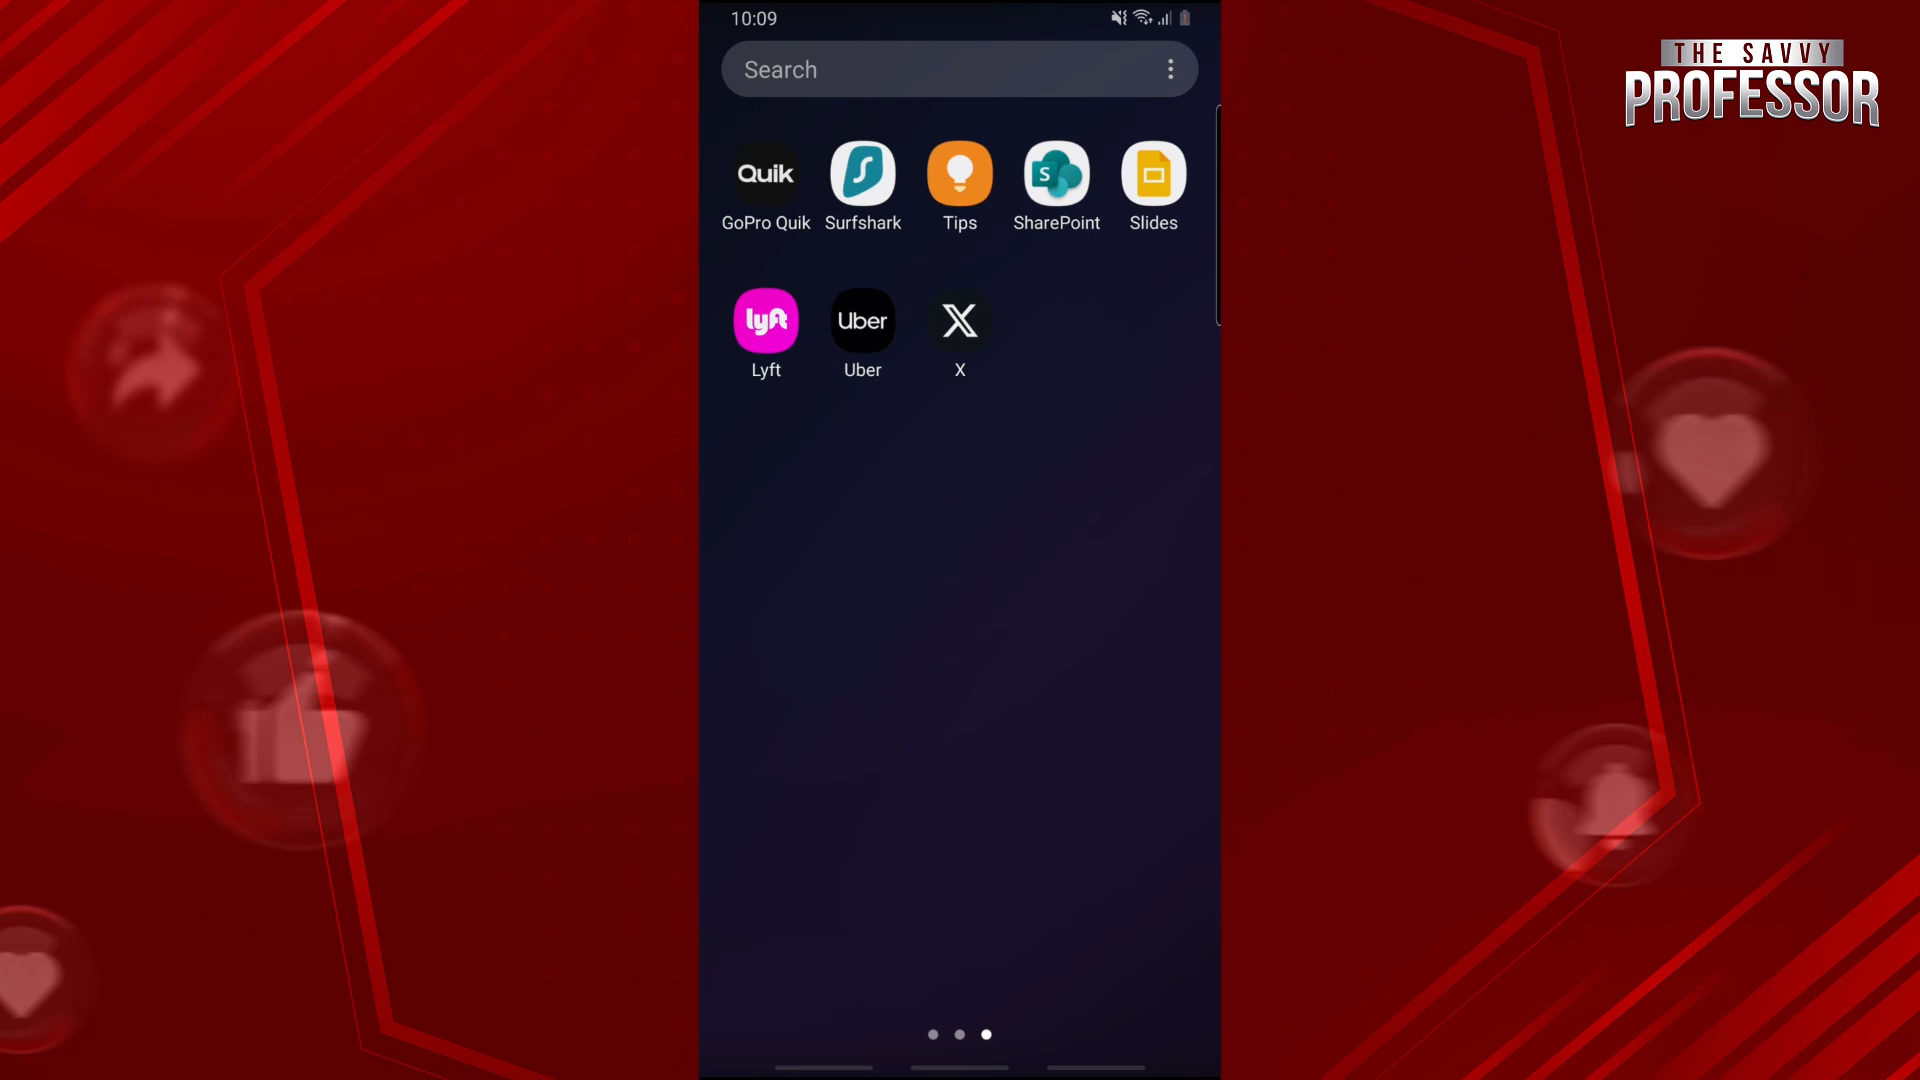 10:09
THE SAVVY
PROFESSOR
Search
Quik
S
GoPro Quik Surfshark Tips SharePoint Slides
lyft Uber X
Lyft Uber X